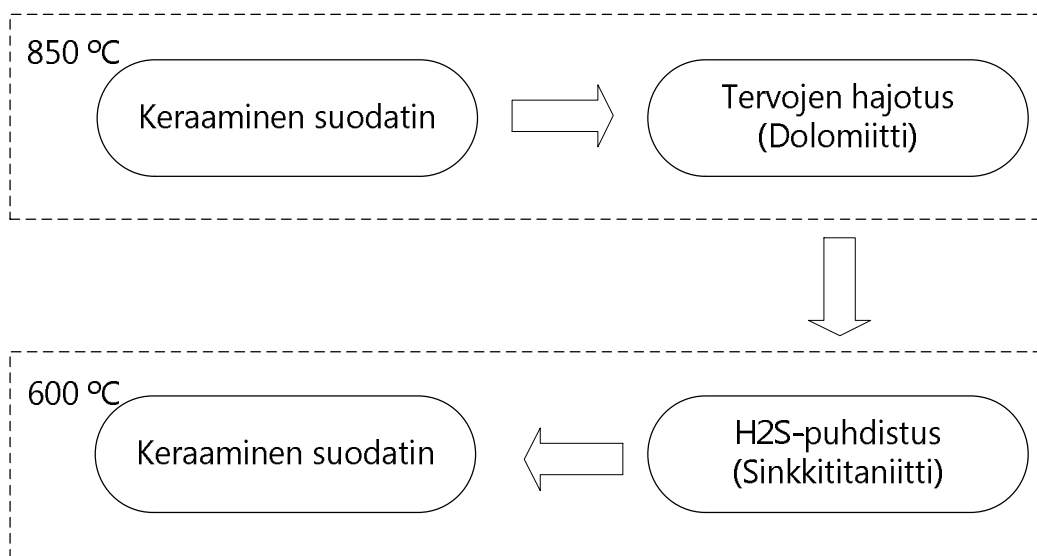 850 ºC
Keraaminen suodatin
Tervojen hajotus
(Dolomiitti)
600 ºC
Keraaminen suodatin
H2S-puhdistus
(Sinkkititaniitti)